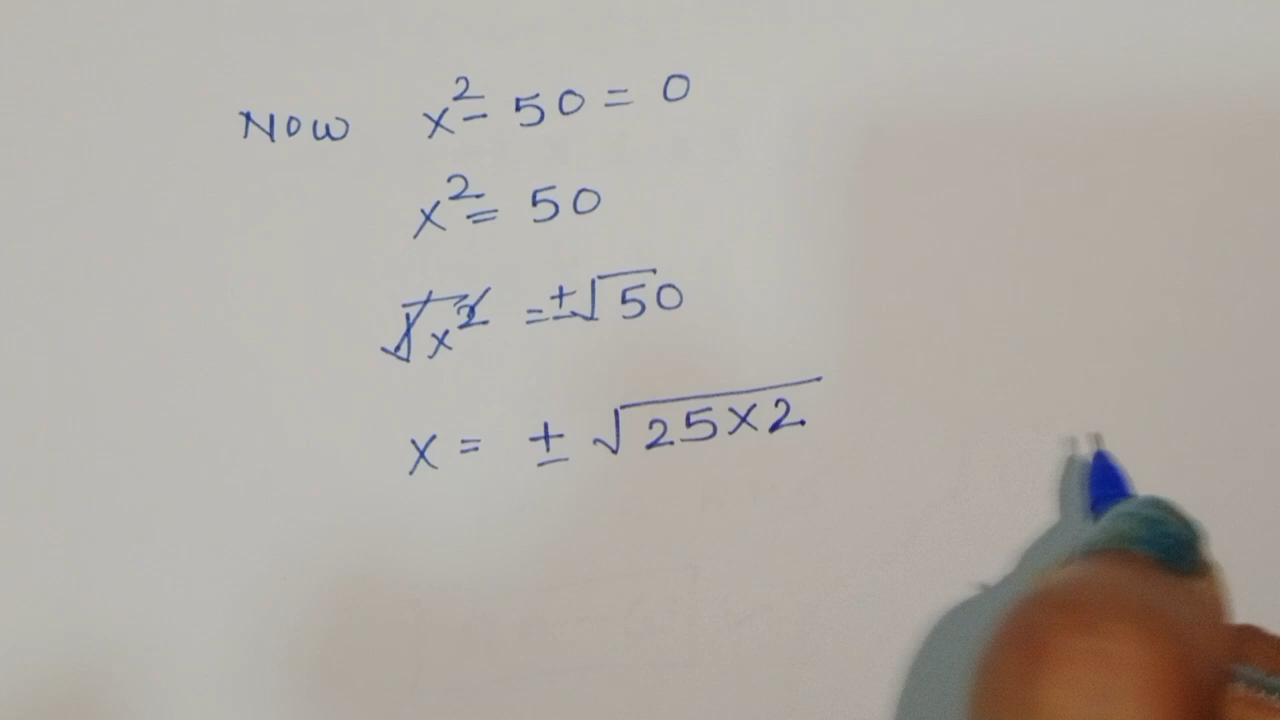 Now x² - 50 = 0
x² = 50
√x² = ±√50
x = ± √25×2